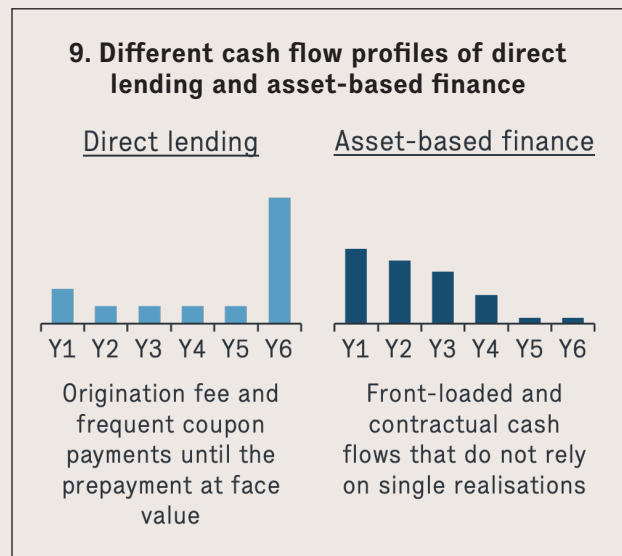 9. Different cash flow profiles of direct
lending and asset-based finance
Direct lending
Y1 Y2 Y3 Y4 Y5 Y6
Origination fee and
frequent coupon
payments until the
prepayment at face
value
Asset-based finance
Y1 Y2 Y3 Y4 Y5 Y6
Front-loaded and
contractual cash
flows that do not rely
on single realisations